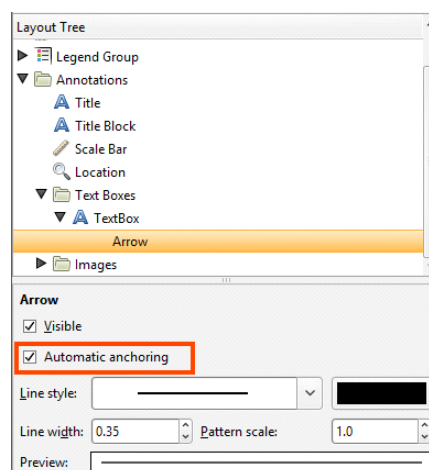 Layout Tree
Legend Group
Annotations
Title
Title Block
Scale Bar
Location
Text Boxes
TextBox
Arrow
Images
Arrow
Visible
Automatic anchoring
Line style:
Line width: 0.35 Pattern scale: 1.0
Preview: